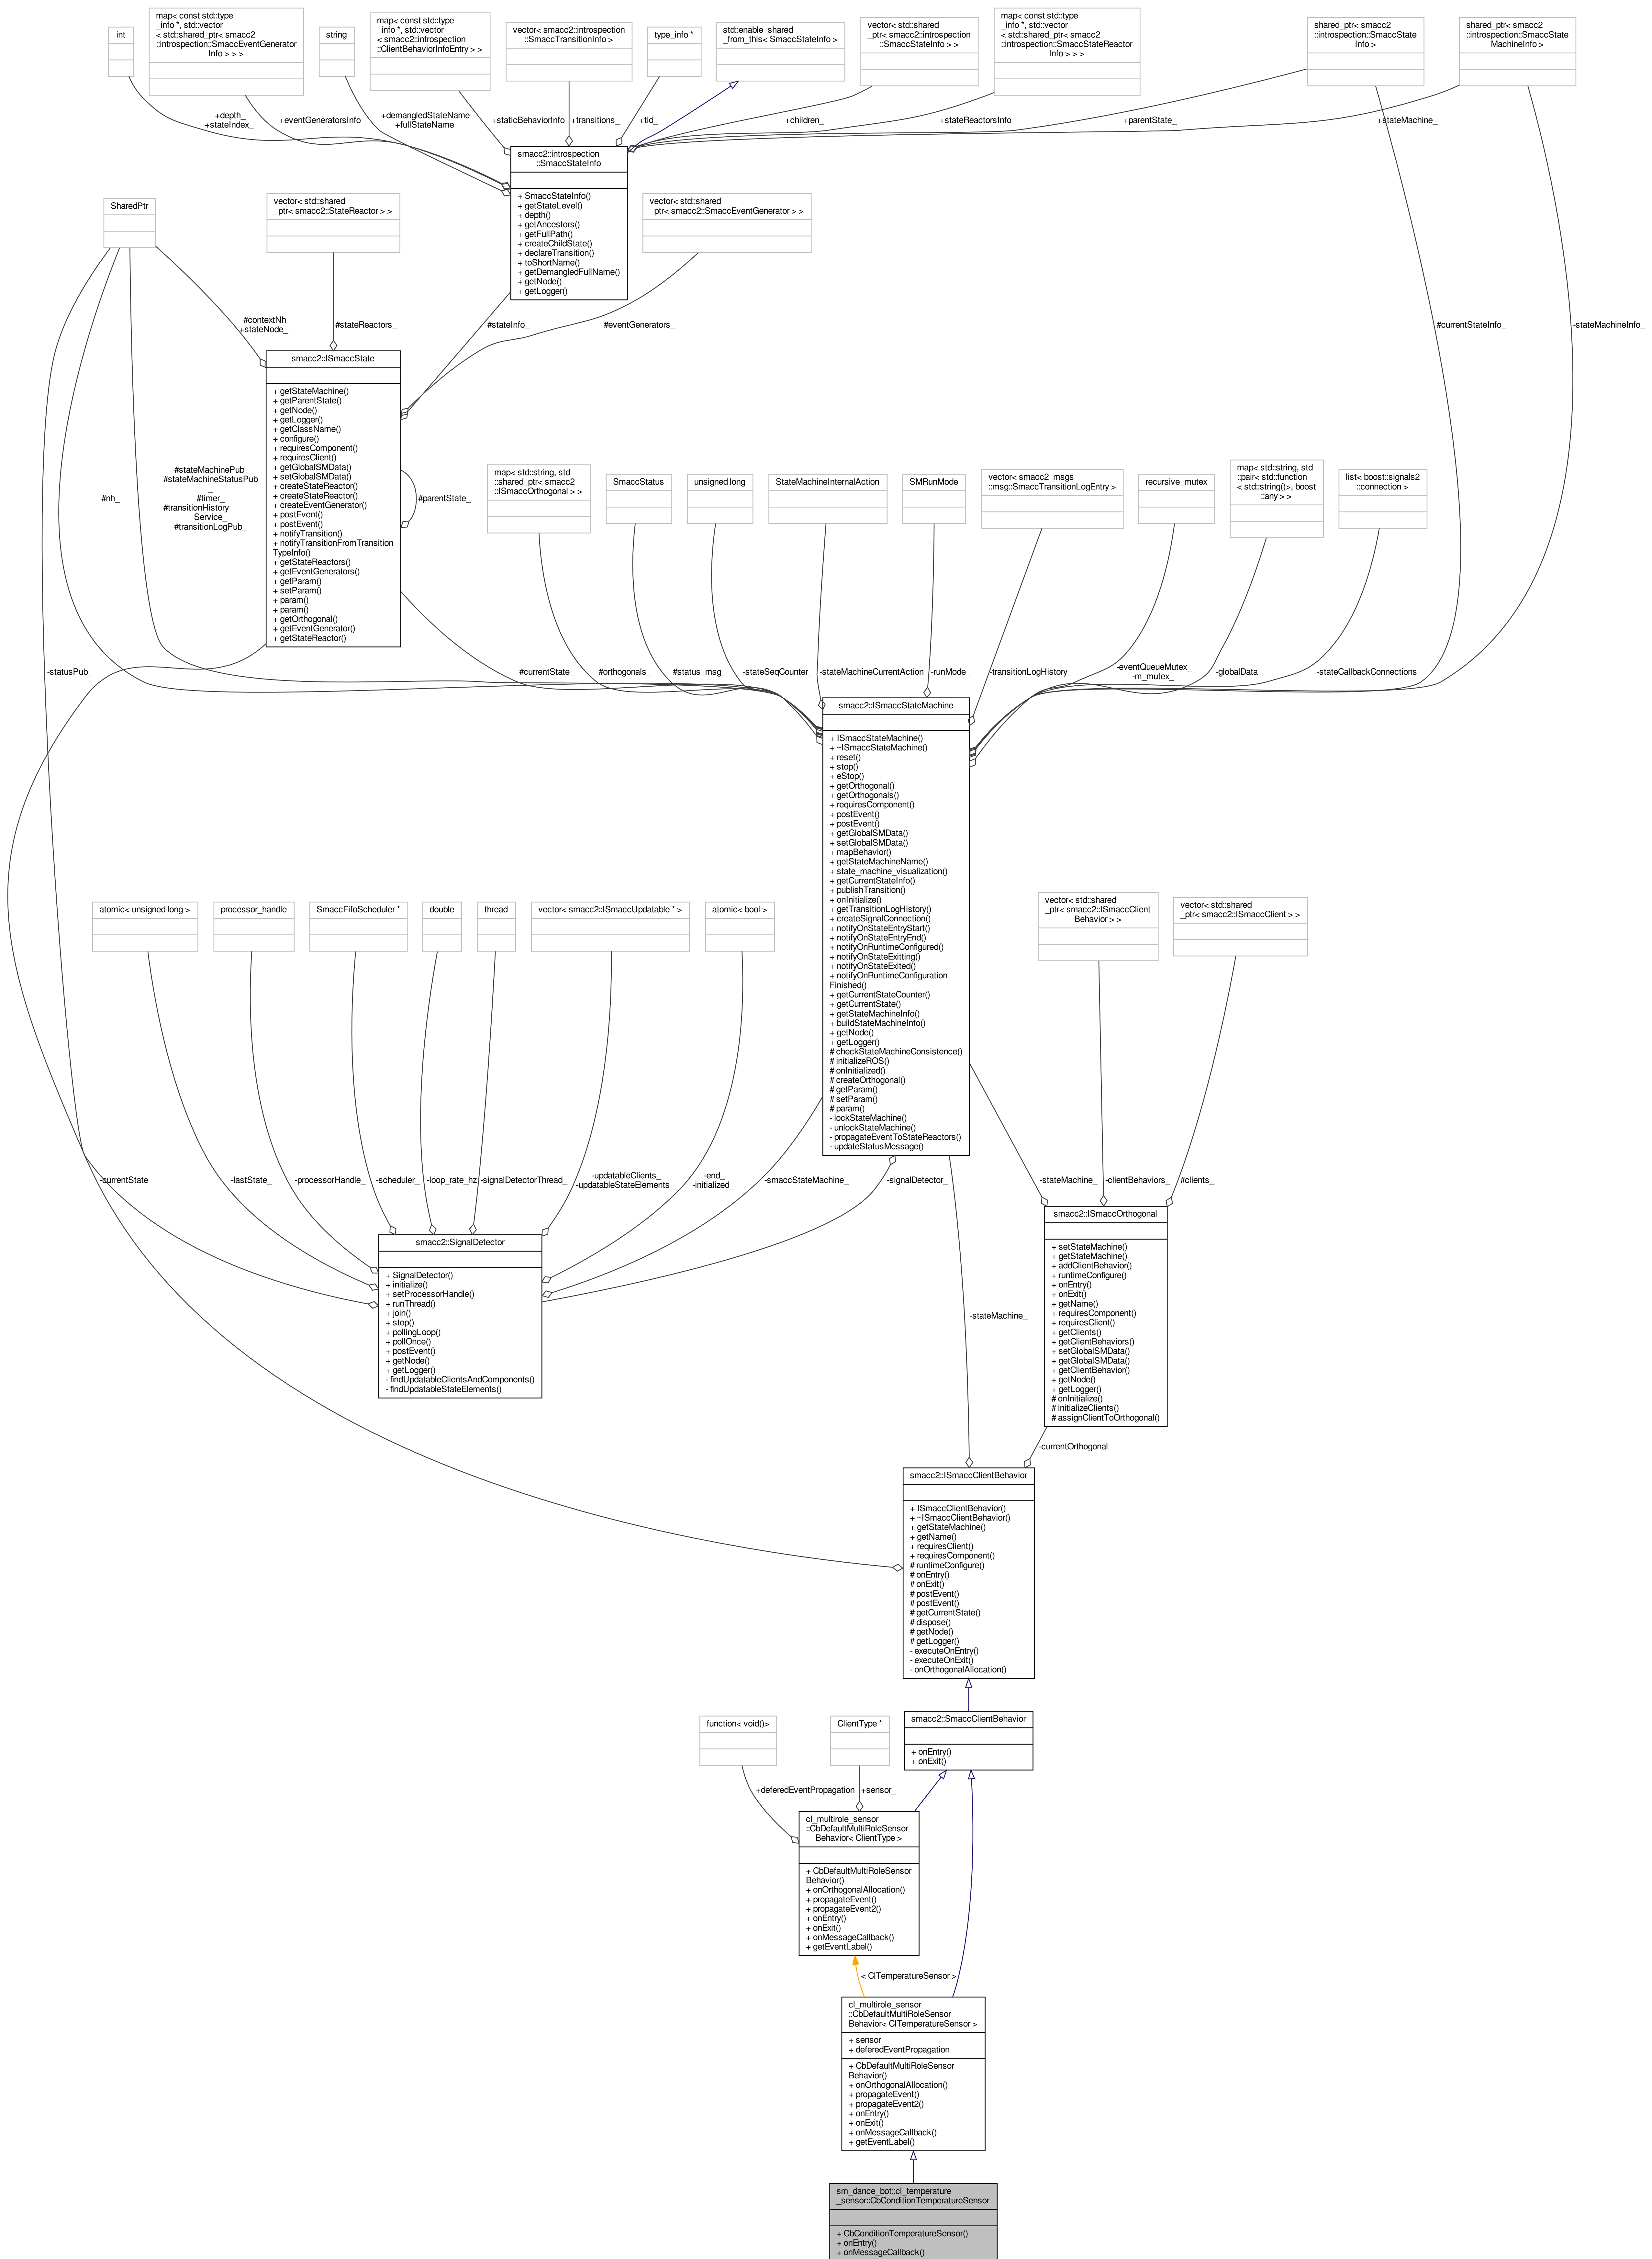 int
map< const std::type
_info *, std::vector
< std::shared_ptr< smacc2
::introspection::SmaccEventGenerator
Info > > >
string
map< const std::type
_info *, std::vector
< smacc2::introspection
::ClientBehaviorInfoEntry > >
vector< smacc2::introspection
::SmaccTransitionInfo >
type_info *
std::enable_shared
_from_this< SmaccStateInfo >
vector< std::shared
_ptr< smacc2::introspection
::SmaccStateInfo > >
map< const std::type
_info *, std::vector
< std::shared_ptr< smacc2
::introspection::SmaccStateReactor
Info > > >
shared_ptr< smacc2
::introspection::SmaccState
Info >
shared_ptr< smacc2
::introspection::SmaccState
MachineInfo >
+depth_
+stateIndex_
+eventGeneratorsInfo
+demangledStateName
+fullStateName
+staticBehaviorInfo
+transitions_
+tid_
+children_
+stateReactorsInfo
+parentState_
+stateMachine_
smacc2::introspection
::SmaccStateInfo
+ SmaccStateInfo()
+ getStateLevel()
+ depth()
+ getAncestors()
+ getFullPath()
+ createChildState()
+ declareTransition()
+ toShortName()
+ getDemangledFullName()
+ getNode()
+ getLogger()
SharedPtr
vector< std::shared
_ptr< smacc2::StateReactor > >
vector< std::shared
_ptr< smacc2::SmaccEventGenerator > >
#contextNh
+stateNode_
#stateReactors_
#stateInfo_
#eventGenerators_
#currentStateInfo_
-stateMachineInfo_
smacc2::ISmaccState
+ getStateMachine()
+ getParentState()
+ getNode()
+ getLogger()
+ getClassName()
+ configure()
+ requiresComponent()
+ requiresClient()
+ getGlobalSMData()
+ setGlobalSMData()
+ createStateReactor()
+ createStateReactor()
+ createEventGenerator()
+ postEvent()
+ postEvent()
+ notifyTransition()
+ notifyTransitionFromTransition
TypeInfo()
+ getStateReactors()
+ getEventGenerators()
+ getParam()
+ setParam()
+ param()
+ param()
+ getOrthogonal()
+ getEventGenerator()
+ getStateReactor()
#parentState_
#nh_
#stateMachinePub_
#stateMachineStatusPub
_
#timer_
#transitionHistory
Service_
#transitionLogPub_
map< std::string, std
::shared_ptr< smacc2
::ISmaccOrthogonal > >
SmaccStatus
unsigned long
StateMachineInternalAction
SMRunMode
vector< smacc2_msgs
::msg::SmaccTransitionLogEntry >
recursive_mutex
map< std::string, std
::pair< std::function
< std::string()>, boost
::any > >
list< boost::signals2
::connection >
-statusPub_
#currentState_
#orthogonals_
#status_msg_
-stateSeqCounter_
-stateMachineCurrentAction
-runMode_
-transitionLogHistory_
-eventQueueMutex_
-m_mutex_
-globalData_
-stateCallbackConnections
smacc2::ISmaccStateMachine
+ ISmaccStateMachine()
+ ~ISmaccStateMachine()
+ reset()
+ stop()
+ eStop()
+ getOrthogonal()
+ getOrthogonals()
+ requiresComponent()
+ postEvent()
+ postEvent()
+ getGlobalSMData()
+ setGlobalSMData()
+ mapBehavior()
+ getStateMachineName()
+ state_machine_visualization()
+ getCurrentStateInfo()
+ publishTransition()
+ onInitialize()
+ getTransitionLogHistory()
+ createSignalConnection()
+ notifyOnStateEntryStart()
+ notifyOnStateEntryEnd()
+ notifyOnRuntimeConfigured()
+ notifyOnStateExitting()
+ notifyOnStateExited()
+ notifyOnRuntimeConfiguration
Finished()
+ getCurrentStateCounter()
+ getCurrentState()
+ getStateMachineInfo()
+ buildStateMachineInfo()
+ getNode()
+ getLogger()
# checkStateMachineConsistence()
# initializeROS()
# onInitialized()
# createOrthogonal()
# getParam()
# setParam()
# param()
- lockStateMachine()
- unlockStateMachine()
- propagateEventToStateReactors()
- updateStatusMessage()
atomic< unsigned long >
processor_handle
SmaccFifoScheduler *
double
thread
vector< smacc2::ISmaccUpdatable * >
atomic< bool >
vector< std::shared
_ptr< smacc2::ISmaccClient
Behavior > >
vector< std::shared
_ptr< smacc2::ISmaccClient > >
-currentState
-lastState_
-processorHandle_
-scheduler_
-loop_rate_hz
-signalDetectorThread_
-updatableClients_
-updatableStateElements_
-end_
-initialized_
-smaccStateMachine_
-signalDetector_
-stateMachine_
-clientBehaviors_
#clients_
smacc2::SignalDetector
+ SignalDetector()
+ initialize()
+ setProcessorHandle()
+ runThread()
+ join()
+ stop()
+ pollingLoop()
+ pollOnce()
+ postEvent()
+ getNode()
+ getLogger()
- findUpdatableClientsAndComponents()
- findUpdatableStateElements()
smacc2::ISmaccOrthogonal
+ setStateMachine()
+ getStateMachine()
+ addClientBehavior()
+ runtimeConfigure()
+ onEntry()
+ onExit()
+ getName()
+ requiresComponent()
+ requiresClient()
+ getClients()
+ getClientBehaviors()
+ setGlobalSMData()
+ getGlobalSMData()
+ getClientBehavior()
+ getNode()
+ getLogger()
# onInitialize()
# initializeClients()
# assignClientToOrthogonal()
-stateMachine_
-currentOrthogonal
smacc2::ISmaccClientBehavior
+ ISmaccClientBehavior()
+ ~ISmaccClientBehavior()
+ getStateMachine()
+ getName()
+ requiresClient()
+ requiresComponent()
# runtimeConfigure()
# onEntry()
# onExit()
# postEvent()
# postEvent()
# getCurrentState()
# dispose()
# getNode()
# getLogger()
- executeOnEntry()
- executeOnExit()
- onOrthogonalAllocation()
function< void()>
ClientType *
smacc2::SmaccClientBehavior
+ onEntry()
+ onExit()
+deferedEventPropagation
+sensor_
cl_multirole_sensor
::CbDefaultMultiRoleSensor
Behavior< ClientType >
+ CbDefaultMultiRoleSensor
Behavior()
+ onOrthogonalAllocation()
+ propagateEvent()
+ propagateEvent2()
+ onEntry()
+ onExit()
+ onMessageCallback()
+ getEventLabel()
< ClTemperatureSensor >
cl_multirole_sensor
::CbDefaultMultiRoleSensor
Behavior< ClTemperatureSensor >
+ sensor_
+ deferedEventPropagation
+ CbDefaultMultiRoleSensor
Behavior()
+ onOrthogonalAllocation()
+ propagateEvent()
+ propagateEvent2()
+ onEntry()
+ onExit()
+ onMessageCallback()
+ getEventLabel()
sm_dance_bot::cl_temperature
_sensor::CbConditionTemperatureSensor
+ CbConditionTemperatureSensor()
+ onEntry()
+ onMessageCallback()